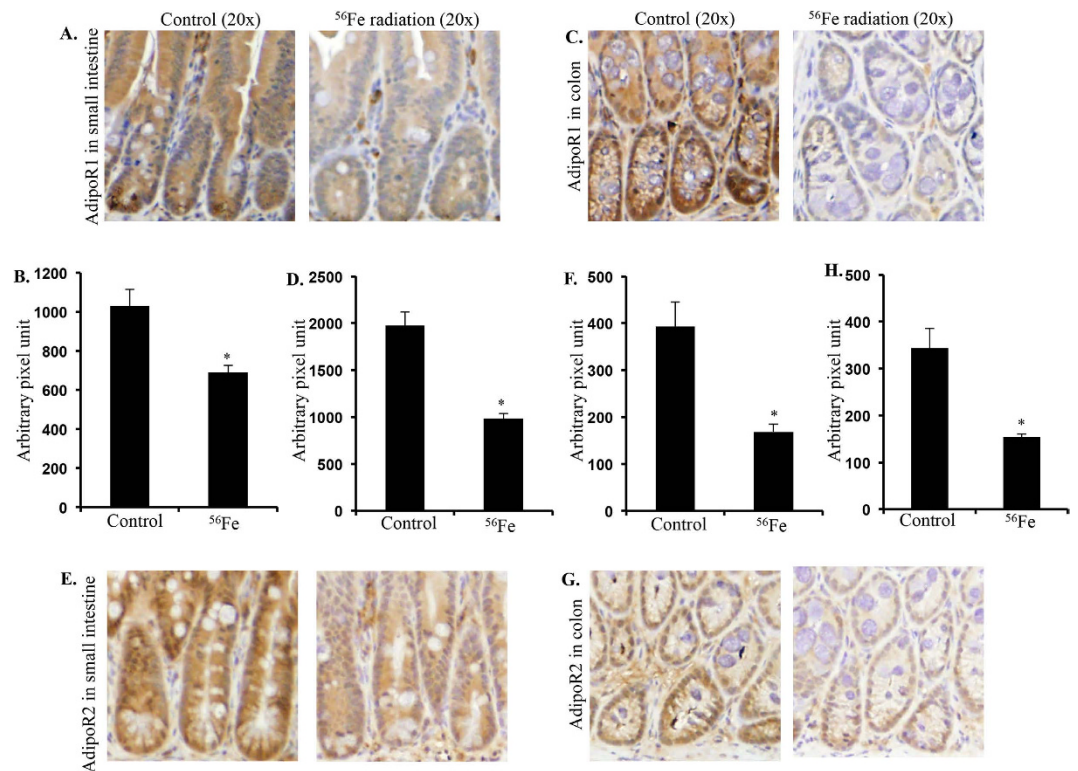 Control (20x)
⁵⁶Fe radiation (20x)
Control (20x)
⁵⁶Fe radiation (20x)
A.
AdipoR1 in small intestine
C.
AdipoR1 in colon
B.
Arbitrary pixel unit
1200
1000
800
600
400
200
0
*
Control
⁵⁶Fe
D.
Arbitrary pixel unit
2500
2000
1500
1000
500
0
*
Control
⁵⁶Fe
F.
Arbitrary pixel unit
500
400
300
200
100
0
*
Control
⁵⁶Fe
H.
Arbitrary pixel unit
500
400
300
200
100
0
*
Control
⁵⁶Fe
E.
AdipoR2 in small intestine
G.
AdipoR2 in colon